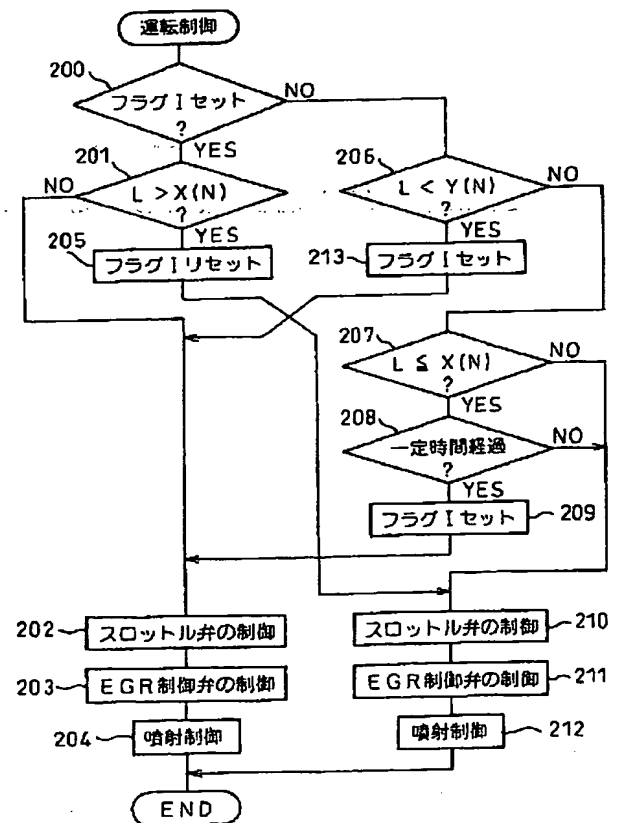 運転制御
200
フラグIセット
?
NO
YES
201
L>X(N)
?
NO
YES
205
フラグIリセット
206
L<Y(N)
?
NO
YES
213
フラグIセット
207
L≦X(N)
?
NO
YES
208
一定時間経過
?
NO
YES
フラグIセット
209
202
スロットル弁の制御
203
EGR制御弁の制御
204
噴射制御
スロットル弁の制御
210
EGR制御弁の制御
211
噴射制御
212
END